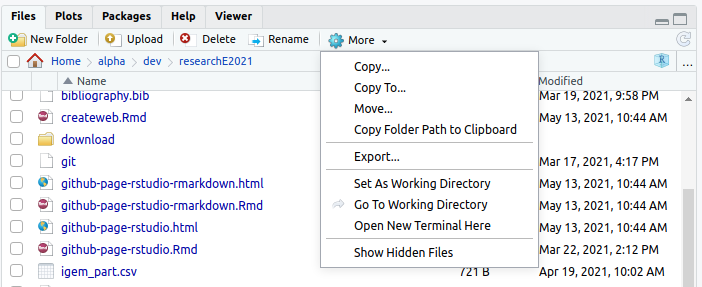 Files Plots Packages Help Viewer
New Folder Upload Delete Rename More
Home alpha dev researchE2021 ...
Name Modified
bibliography.bib Mar 19, 2021, 9:58 PM
createweb.Rmd May 13, 2021, 10:44 AM
download
git Mar 17, 2021, 4:17 PM
github-page-rstudio-rmarkdown.html May 13, 2021, 10:44 AM
github-page-rstudio-rmarkdown.Rmd May 13, 2021, 10:44 AM
github-page-rstudio.html May 13, 2021, 10:44 AM
github-page-rstudio.Rmd Mar 22, 2021, 2:12 PM
igem_part.csv 721 B Apr 19, 2021, 10:02 AM
Copy...
Copy To...
Move...
Copy Folder Path to Clipboard
Export...
Set As Working Directory
Go To Working Directory
Open New Terminal Here
Show Hidden Files